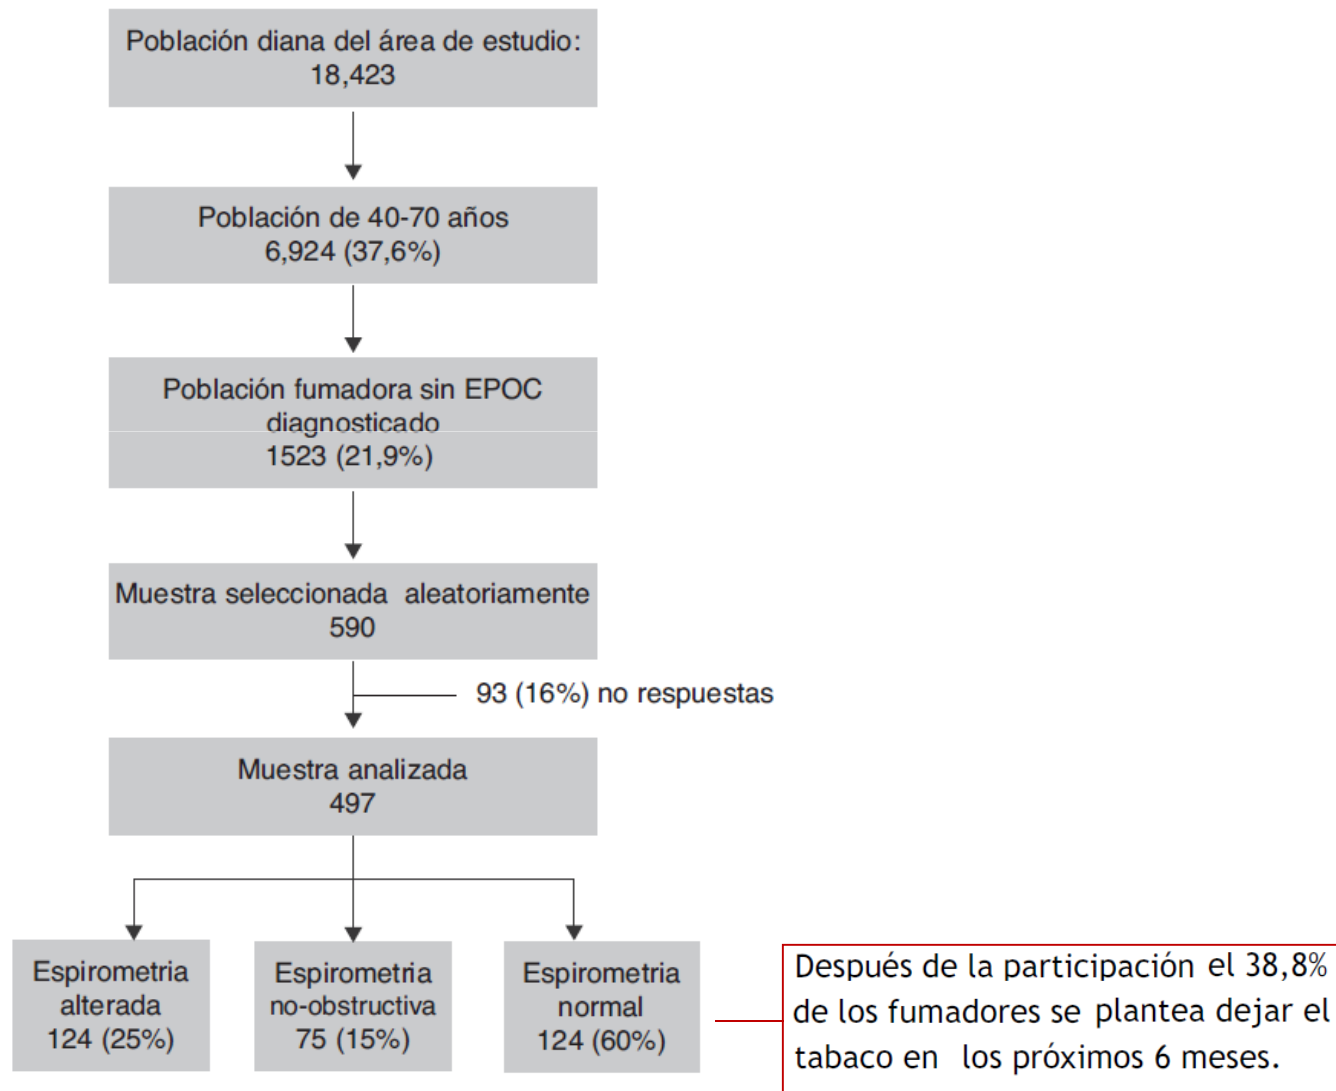 Población diana del área de estudio:
18,423
Población de 40-70 años
6,924 (37,6%)
Población fumadora sin EPOC
diagnosticado
1523 (21,9%)
Muestra seleccionada aleatoriamente
590
93 (16%) no respuestas
Muestra analizada
497
Espirometria
alterada
124 (25%)
Espirometria
no-obstructiva
75 (15%)
Espirometria
normal
124 (60%)
Después de la participación el 38,8%
de los fumadores se plantea dejar el
tabaco en los próximos 6 meses.